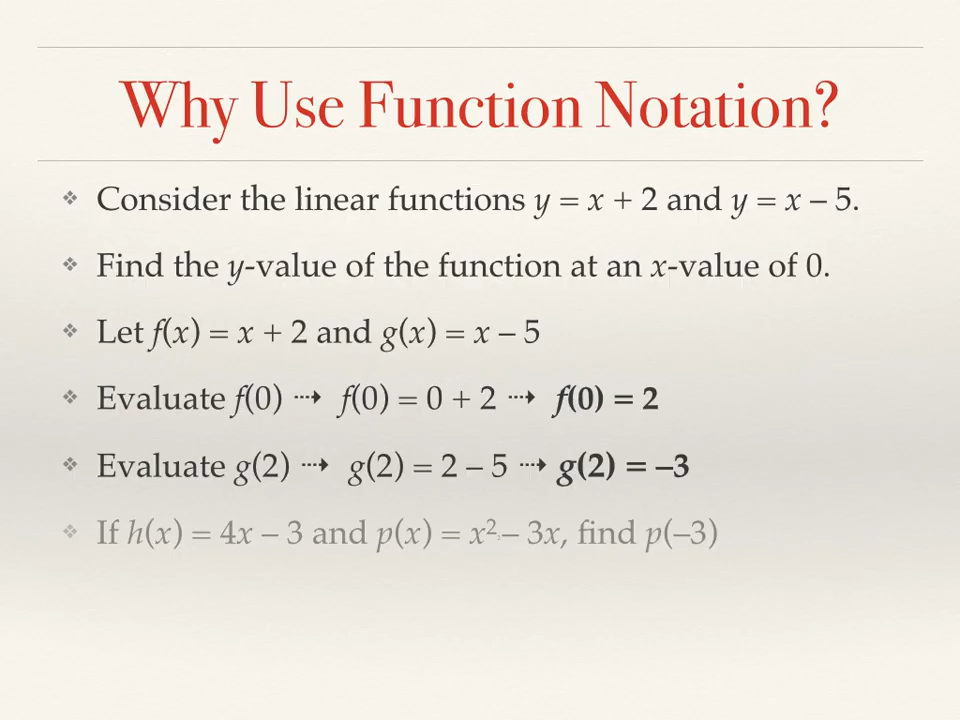 Why Use Function Notation?
❖ Consider the linear functions y = x + 2 and y = x – 5.
❖ Find the y-value of the function at an x-value of 0.
❖ Let f(x) = x + 2 and g(x) = x – 5
❖ Evaluate f(0) ⇢ f(0) = 0 + 2 ⇢ f(0) = 2
❖ Evaluate g(2) ⇢ g(2) = 2 – 5 ⇢ g(2) = –3
❖ If h(x) = 4x – 3 and p(x) = x² – 3x, find p(–3)